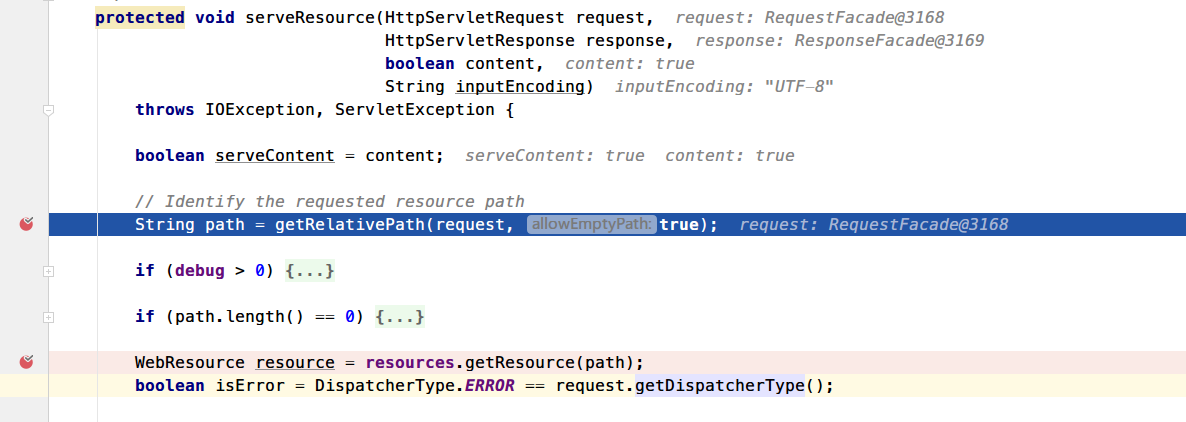 protected void serveResource(HttpServletRequest request,  request: RequestFacade@3168
HttpServletResponse response,  response: ResponseFacade@3169
boolean content,  content: true
String inputEncoding)  inputEncoding: "UTF-8"
throws IOException, ServletException {
boolean serveContent = content;  serveContent: true  content: true
// Identify the requested resource path
String path = getRelativePath(request, allowEmptyPath: true);  request: RequestFacade@3168
if (debug > 0) {...}
if (path.length() == 0) {...}
WebResource resource = resources.getResource(path);
boolean isError = DispatcherType.ERROR == request.getDispatcherType();